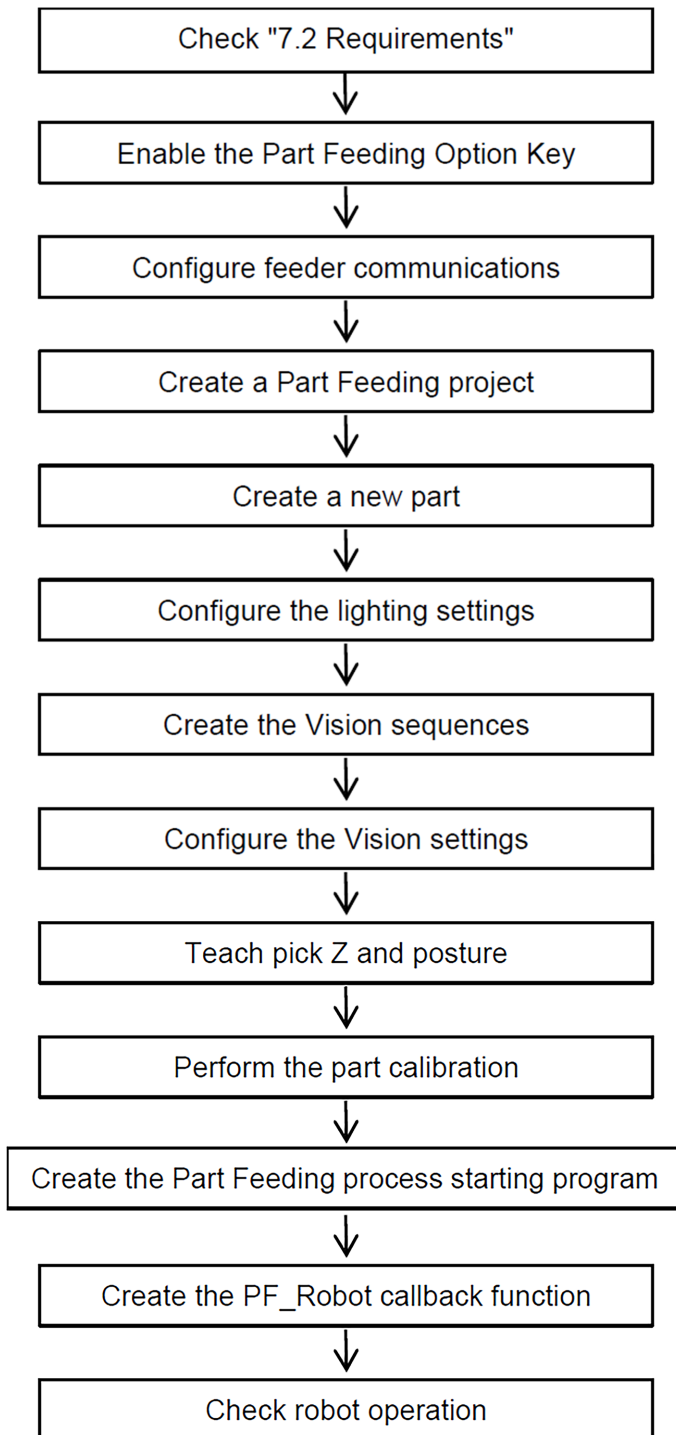 Check "7.2 Requirements"
Enable the Part Feeding Option Key
Configure feeder communications
Create a Part Feeding project
Create a new part
Configure the lighting settings
Create the Vision sequences
Configure the Vision settings
Teach pick Z and posture
Perform the part calibration
Create the Part Feeding process starting program
Create the PF_Robot callback function
Check robot operation